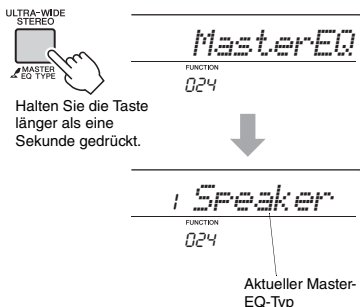 ULTRA-WIDE
STEREO
MASTER
EQ TYPE
Halten Sie die Taste
länger als eine
Sekunde gedrückt.
MasterEQ
FUNCTION
024
1 Speaker
FUNCTION
024
Aktueller Master-
EQ-Typ